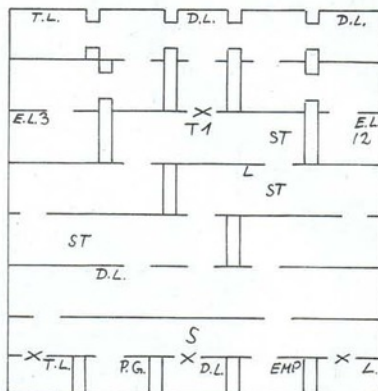 T.L. D.L. D.L.
E.L.3 T1 ST E.L.
12
L
ST
ST
D.L.
S
T.L. P.G. D.L. EMP L.